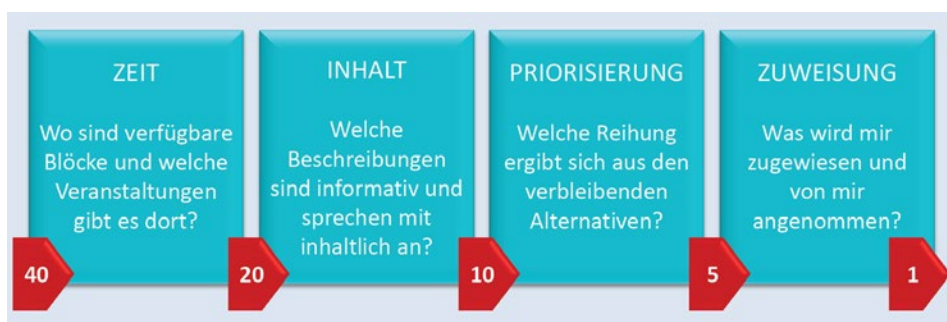 ZEIT
Wo sind verfügbare
Blöcke und welche
Veranstaltungen
gibt es dort?
INHALT
Welche
Beschreibungen
sind informativ und
sprechen mit
inhaltlich an?
PRIORISIERUNG
Welche Reihung
ergibt sich aus den
verbleibenden
Alternativen?
ZUWEISUNG
Was wird mir
zugewiesen und
von mir
angenommen?
40
20
10
5
1